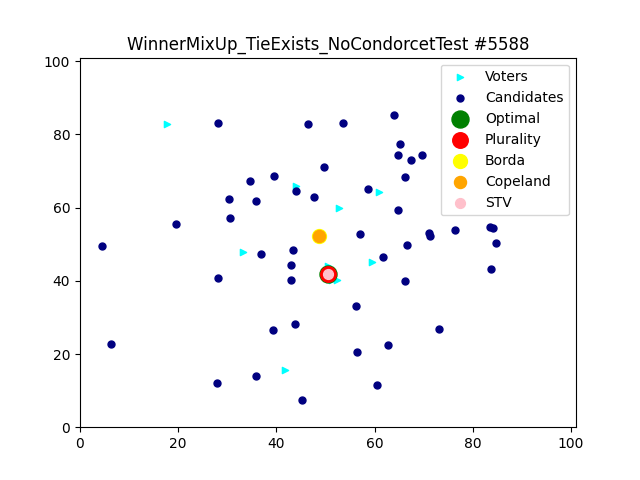 WinnerMixUp_TieExists_NoCondorcetTest #5588
100
80
60
40
20
0
0 20 40 60 80 100
Voters
Candidates
Optimal
Plurality
Borda
Copeland
STV